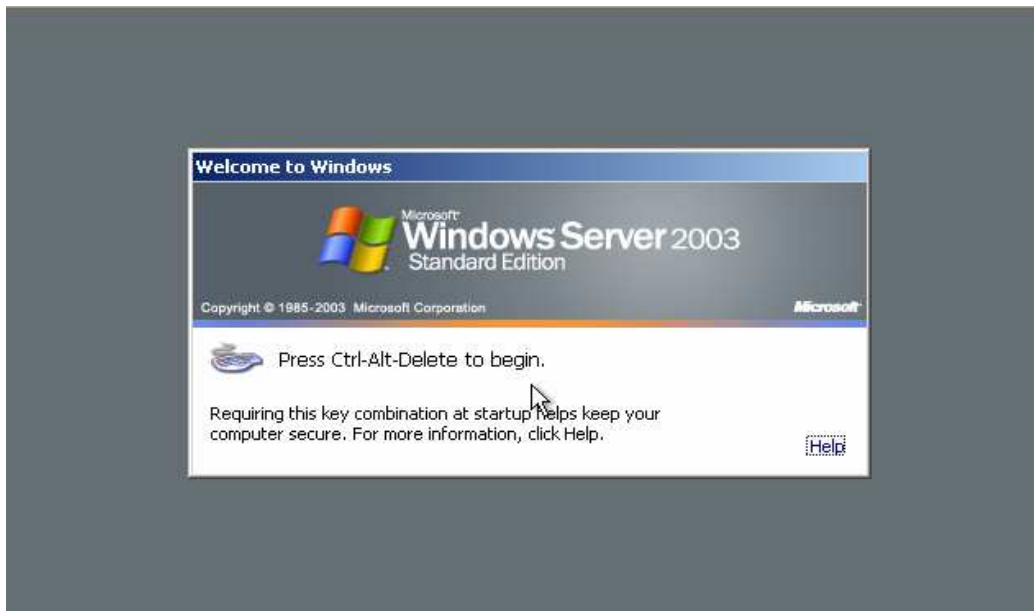 Welcome to Windows
Microsoft
Windows Server 2003
Standard Edition
Copyright © 1985-2003 Microsoft Corporation
Microsoft
Press Ctrl-Alt-Delete to begin.
Requiring this key combination at startup helps keep your
computer secure. For more information, click Help.
Help